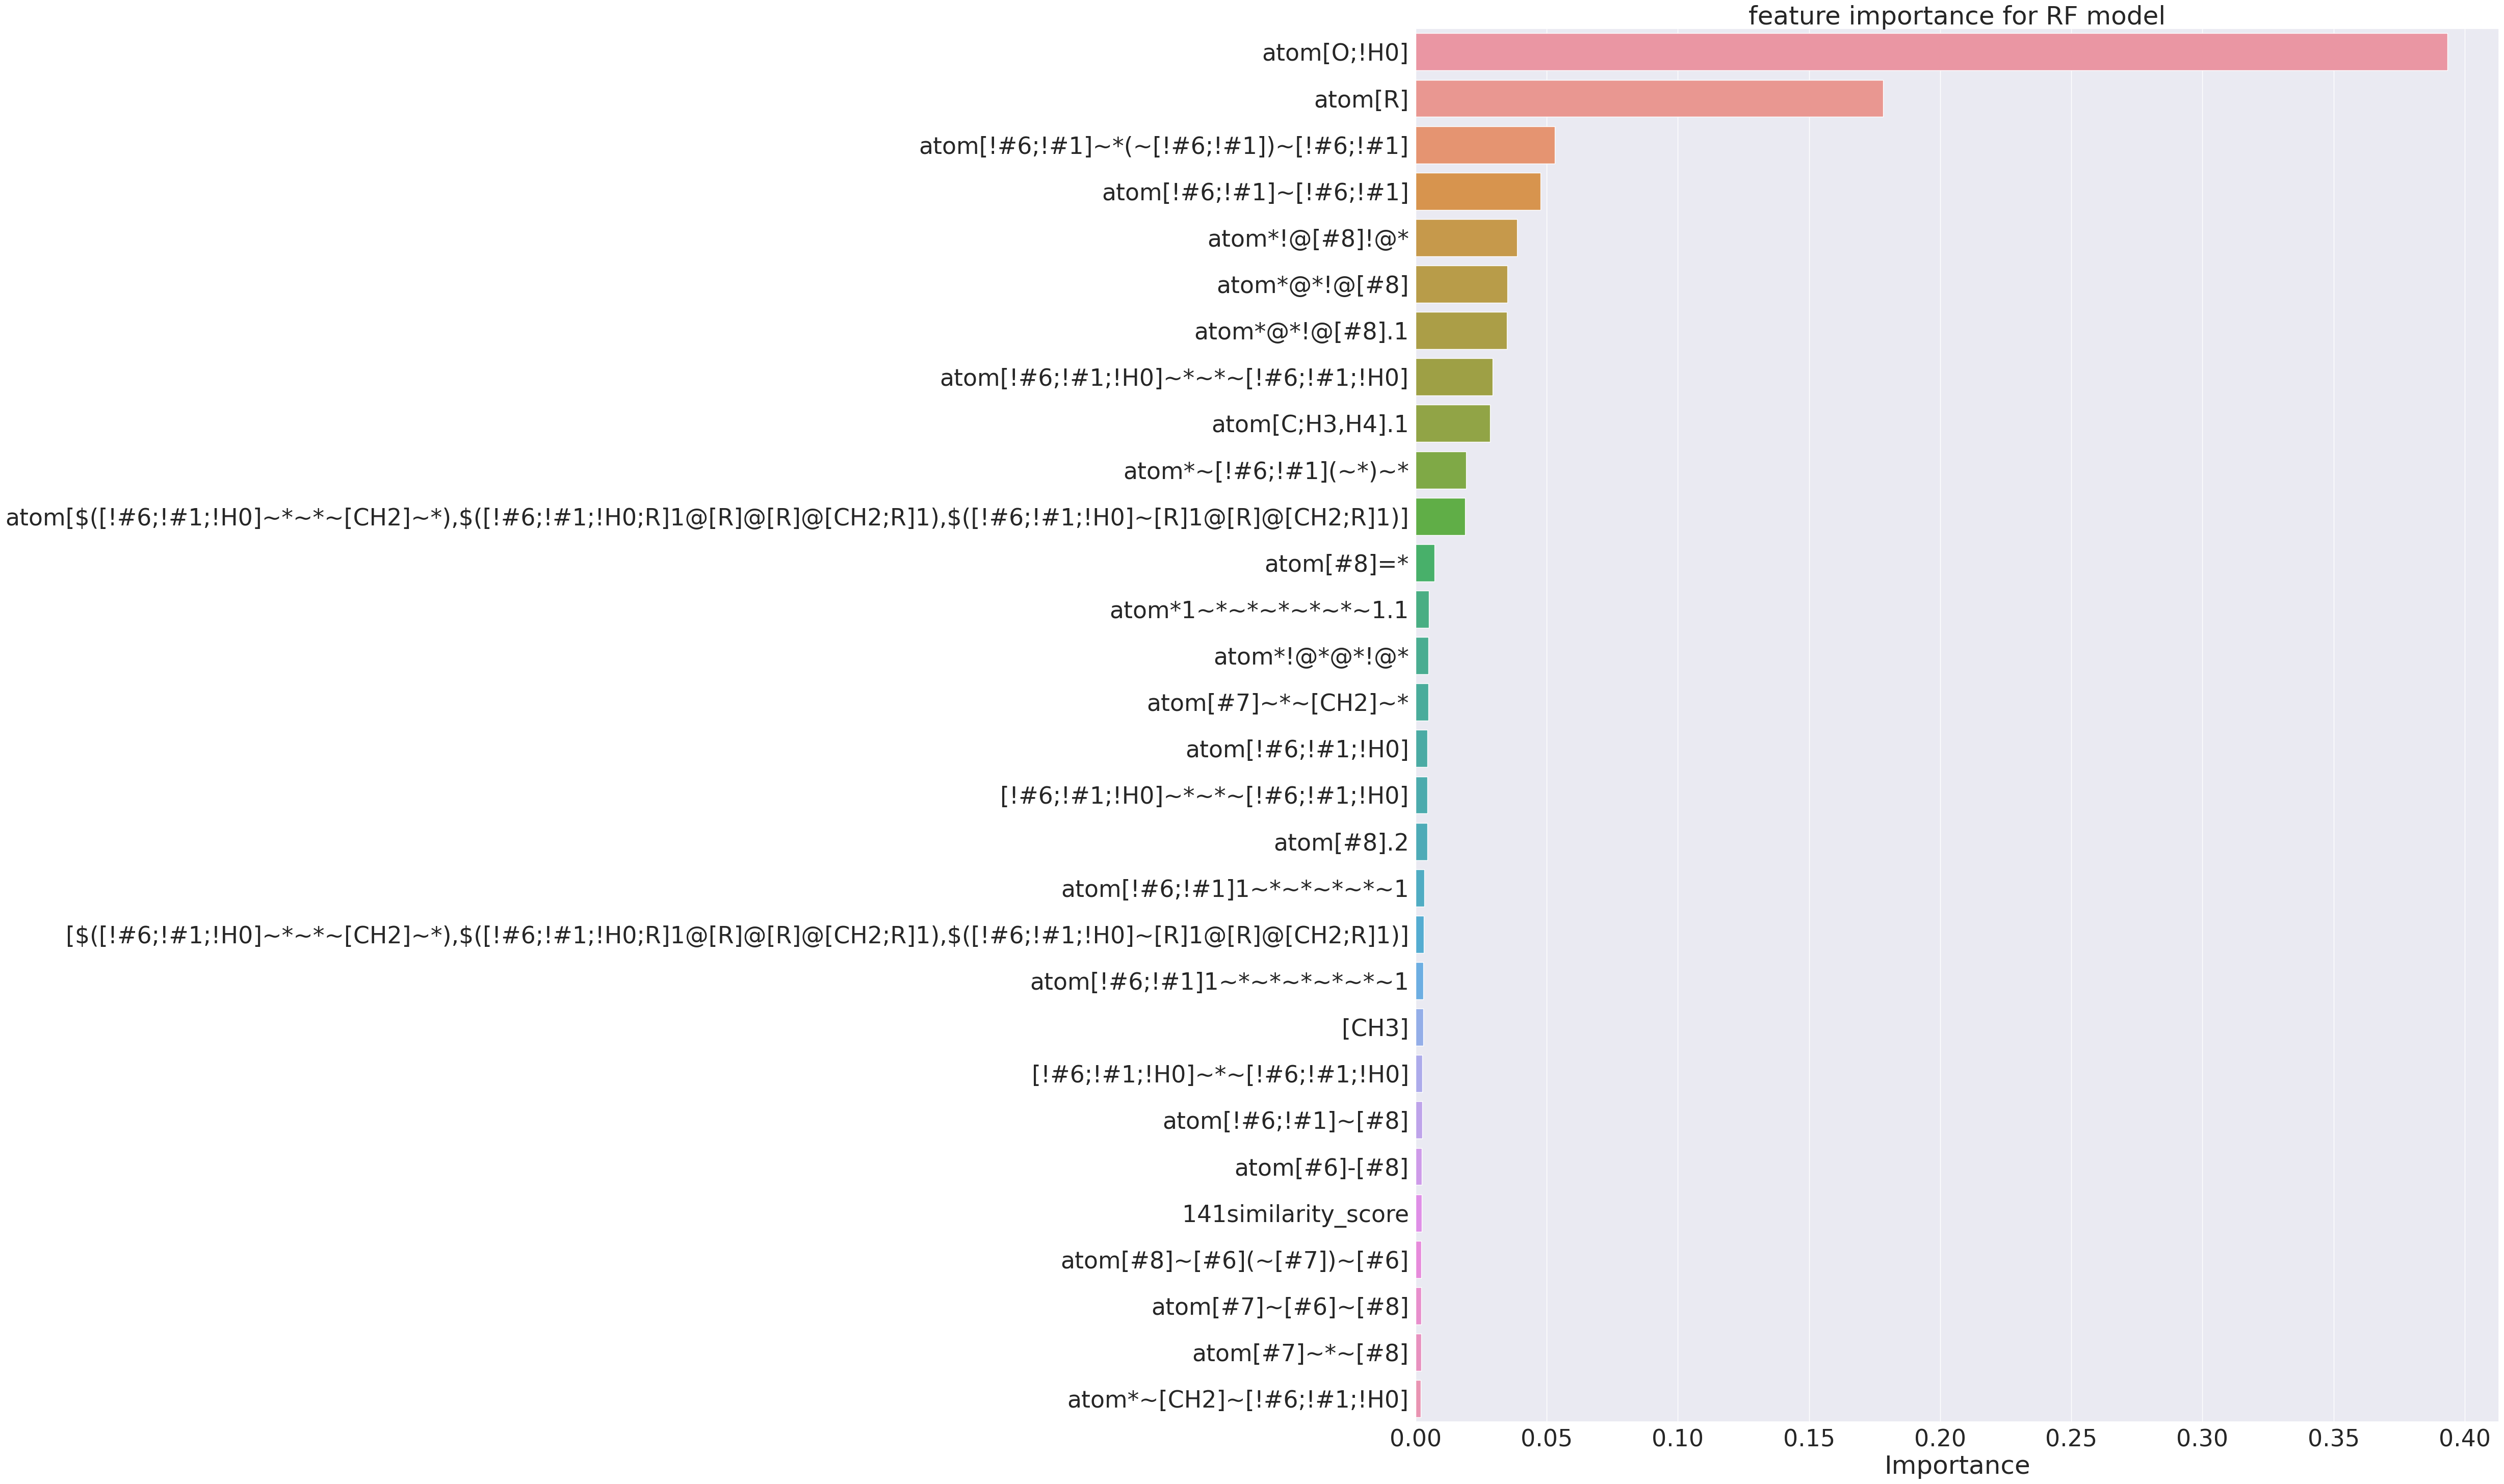 feature importance for RF model
atom[O;!H0]
atom[R]
atom[!#6;!#1]~*(~[!#6;!#1])~[!#6;!#1]
atom[!#6;!#1]~[!#6;!#1]
atom*!@[#8]!@*
atom*@*!@[#8]
atom*@*!@[#8].1
atom[!#6;!#1;!H0]~*~*~[!#6;!#1;!H0]
atom[C;H3,H4].1
atom*~[!#6;!#1](~*)~*
atom[$([!#6;!#1;!H0]~*~*~[CH2]~*),$([!#6;!#1;!H0;R]1@[R]@[R]@[CH2;R]1),$([!#6;!#1;!H0]~[R]1@[R]@[CH2;R]1)]
atom[#8]=*
atom*1~*~*~*~*~*~1.1
atom*!@*@*!@*
atom[#7]~*~[CH2]~*
atom[!#6;!#1;!H0]
[!#6;!#1;!H0]~*~*~[!#6;!#1;!H0]
atom[#8].2
atom[!#6;!#1]1~*~*~*~*~1
[$([!#6;!#1;!H0]~*~*~[CH2]~*),$([!#6;!#1;!H0;R]1@[R]@[R]@[CH2;R]1),$([!#6;!#1;!H0]~[R]1@[R]@[CH2;R]1)]
atom[!#6;!#1]1~*~*~*~*~*~1
[CH3]
[!#6;!#1;!H0]~*~[!#6;!#1;!H0]
atom[!#6;!#1]~[#8]
atom[#6]-[#8]
141similarity_score
atom[#8]~[#6](~[#7])~[#6]
atom[#7]~[#6]~[#8]
atom[#7]~*~[#8]
atom*~[CH2]~[!#6;!#1;!H0]
0.00 0.05 0.10 0.15 0.20 0.25 0.30 0.35 0.40
Importance